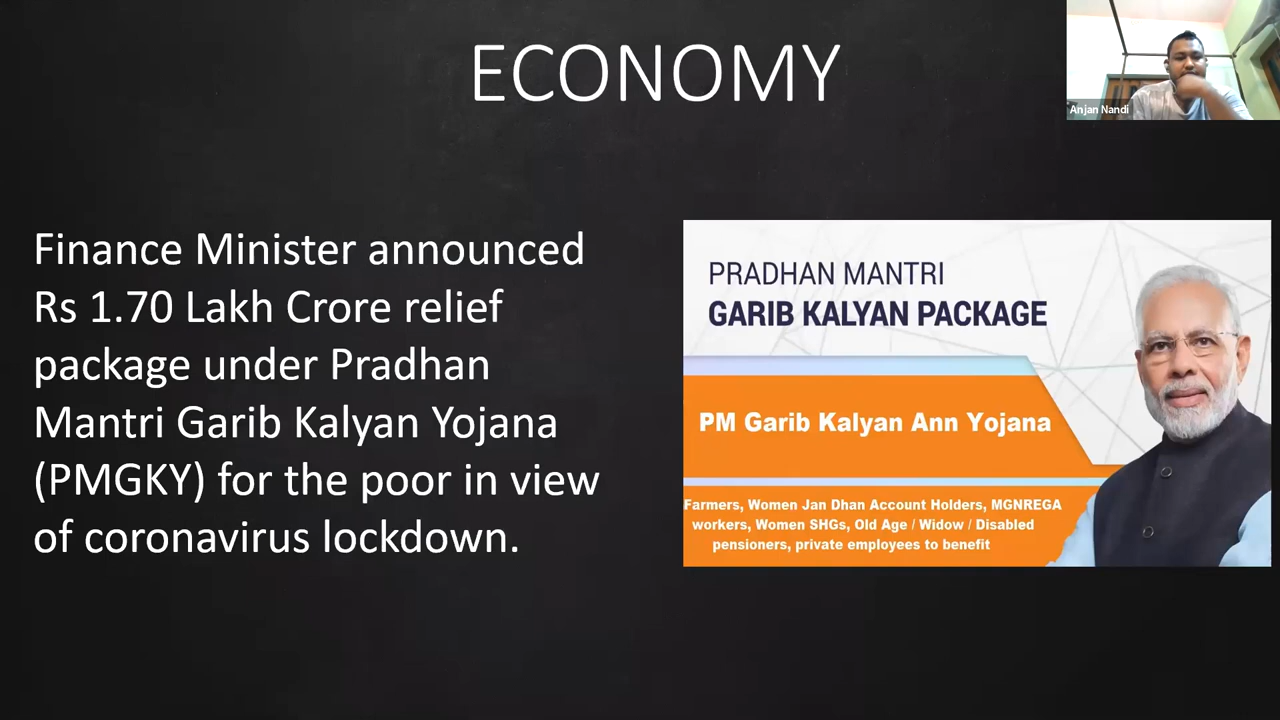 ECONOMY
Anjan Nandi
Finance Minister announced
Rs 1.70 Lakh Crore relief
package under Pradhan
Mantri Garib Kalyan Yojana
(PMGKY) for the poor in view
of coronavirus lockdown.
PRADHAN MANTRI
GARIB KALYAN PACKAGE
PM Garib Kalyan Ann Yojana
Farmers, Women Jan Dhan Account Holders, MGNREGA
workers, Women SHGs, Old Age / Widow / Disabled
pensioners, private employees to benefit